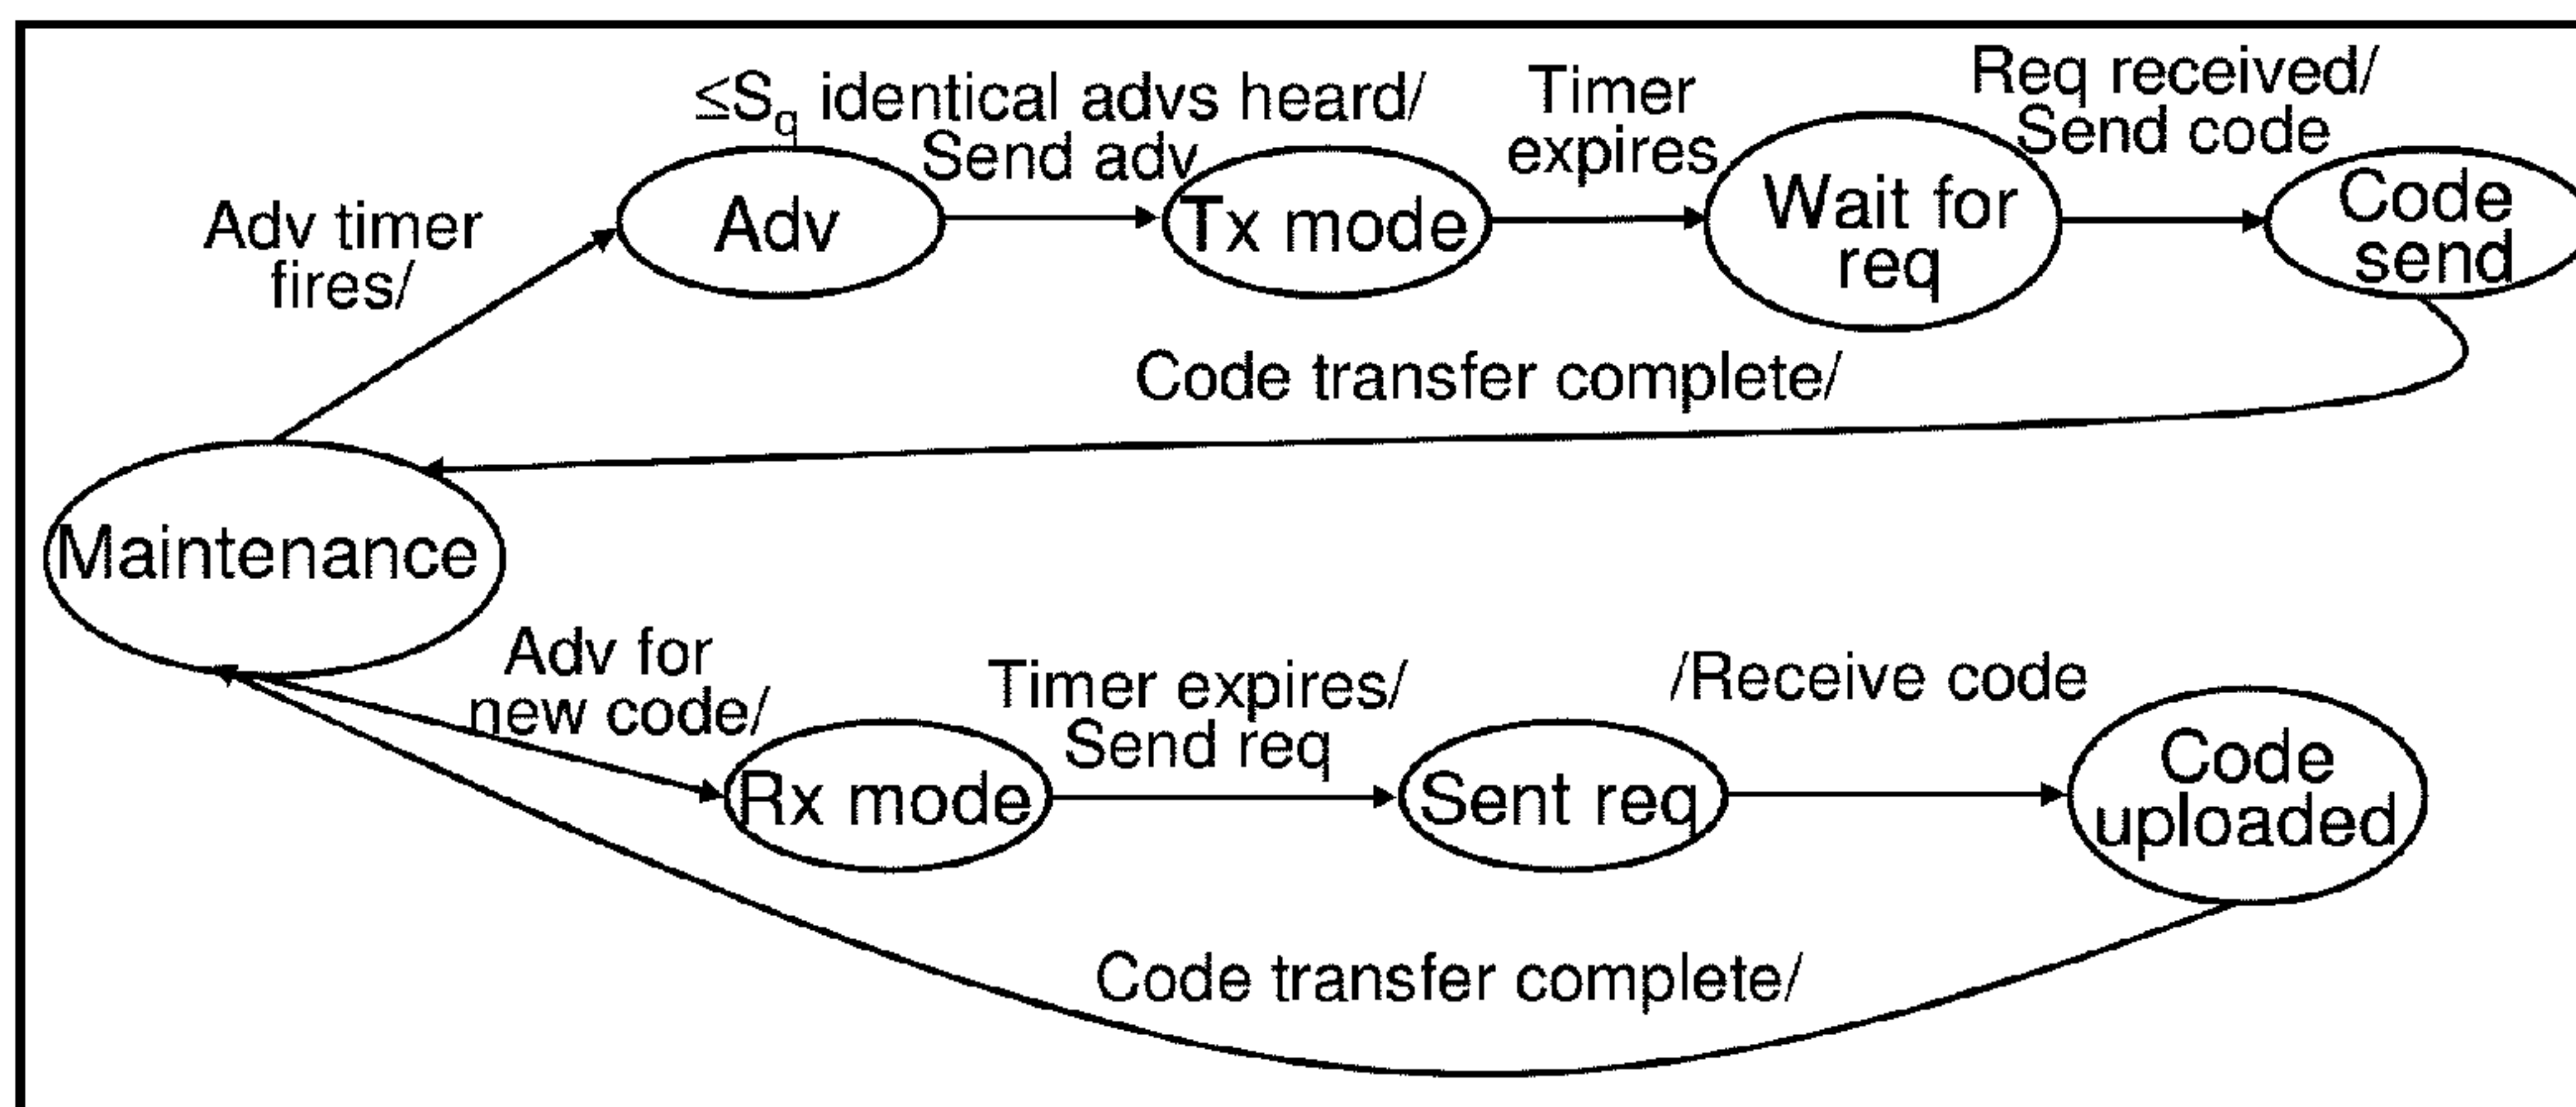 ≤Sq identical advs heard/
Send adv
Timer
expires
Req received/
Send code
Adv timer
fires/
Adv
Tx mode
Wait for
req
Code
send
Code transfer complete/
Maintenance
Adv for
new code/
Timer expires/
Send req
/Receive code
Rx mode
Sent req
Code
uploaded
Code transfer complete/